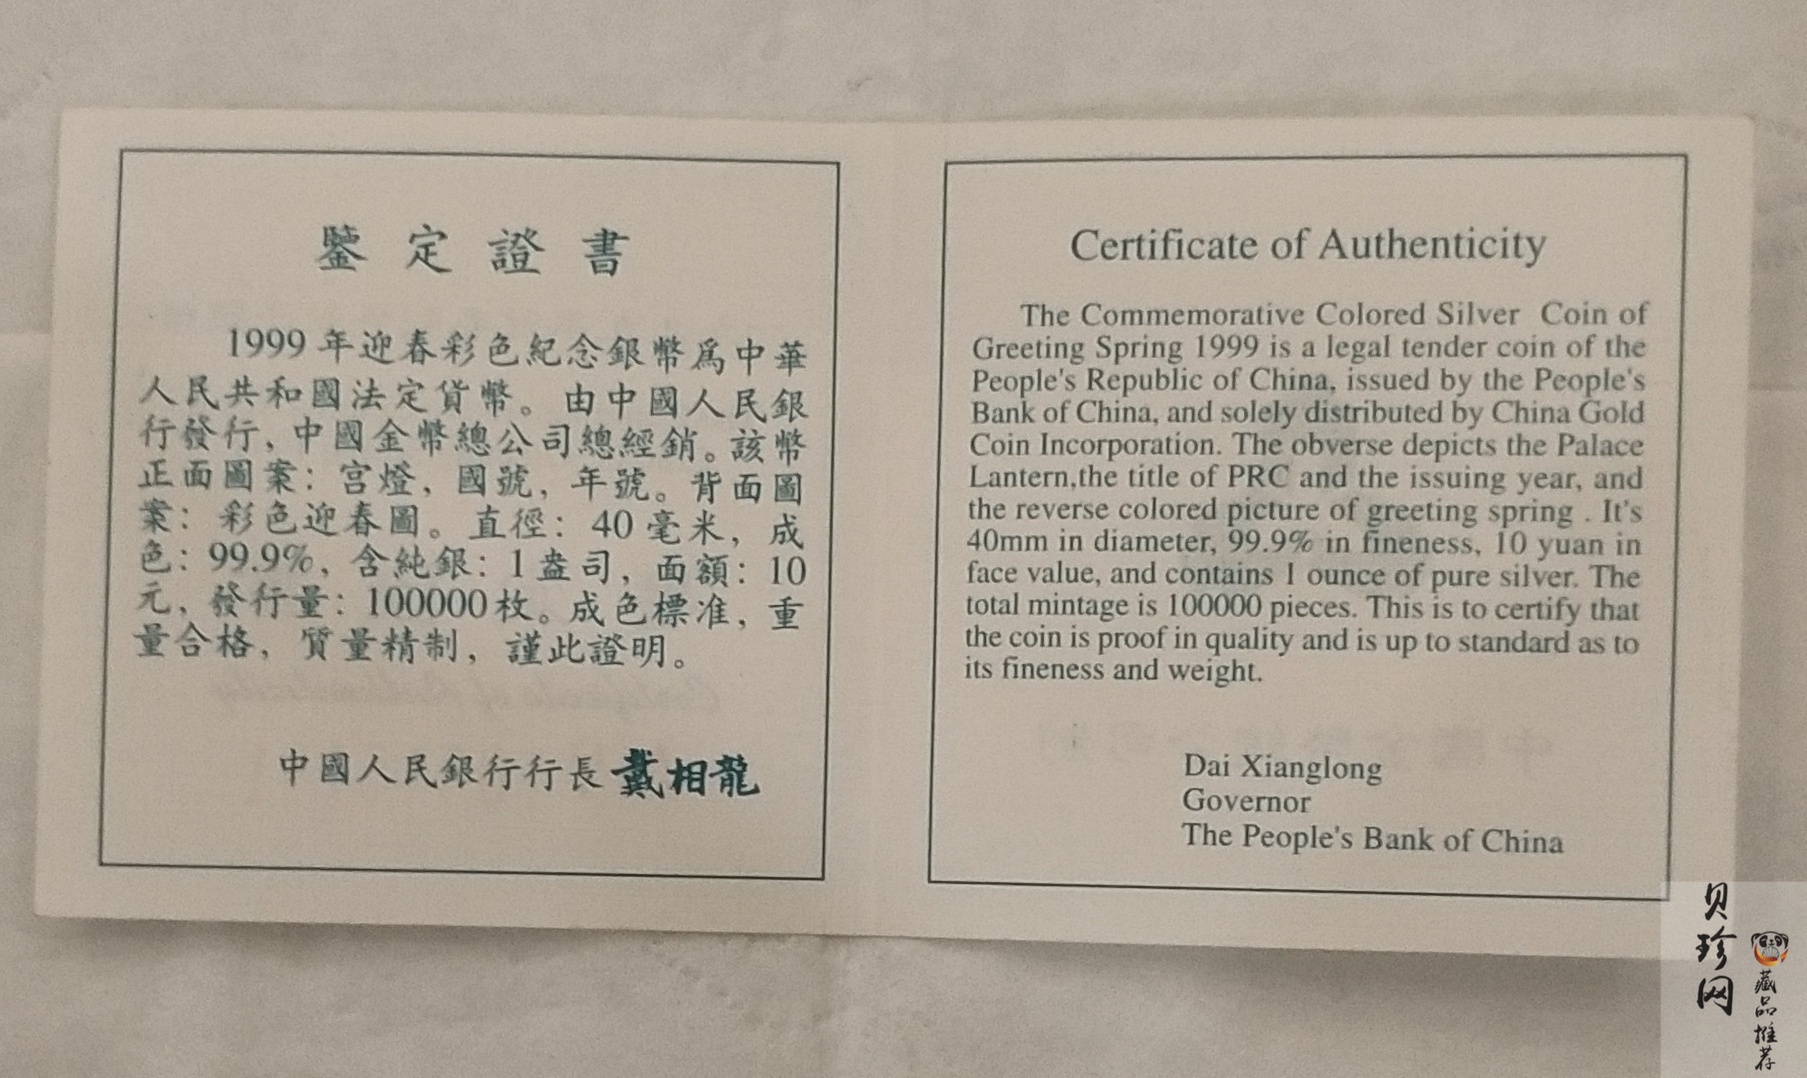 鑒定證書
1999年迎春彩色紀念銀幣爲中華
人民共和國法定貨幣。由中國人民銀
行發行,中國金幣總公司總經銷。該幣
正面圖案:宮燈,國號,年號。背面圖
案:彩色迎春圖。直徑:40毫米,成
色:99.9%,含純銀:1盎司,面額:10
元,發行量:100000枚。成色標准,重
量合格,質量精制,謹此證明。
中國人民銀行行長戴相龍
Certificate of Authenticity
The Commemorative Colored Silver Coin of
Greeting Spring 1999 is a legal tender coin of the
People's Republic of China, issued by the People's
Bank of China, and solely distributed by China Gold
Coin Incorporation. The obverse depicts the Palace
Lantern,the title of PRC and the issuing year, and
the reverse colored picture of greeting spring . It's
40mm in diameter, 99.9% in fineness, 10 yuan in
face value, and contains 1 ounce of pure silver. The
total mintage is 100000 pieces. This is to certify that
the coin is proof in quality and is up to standard as to
its fineness and weight.
Dai Xianglong
Governor
The People's Bank of China
贝珍网
藏品推荐